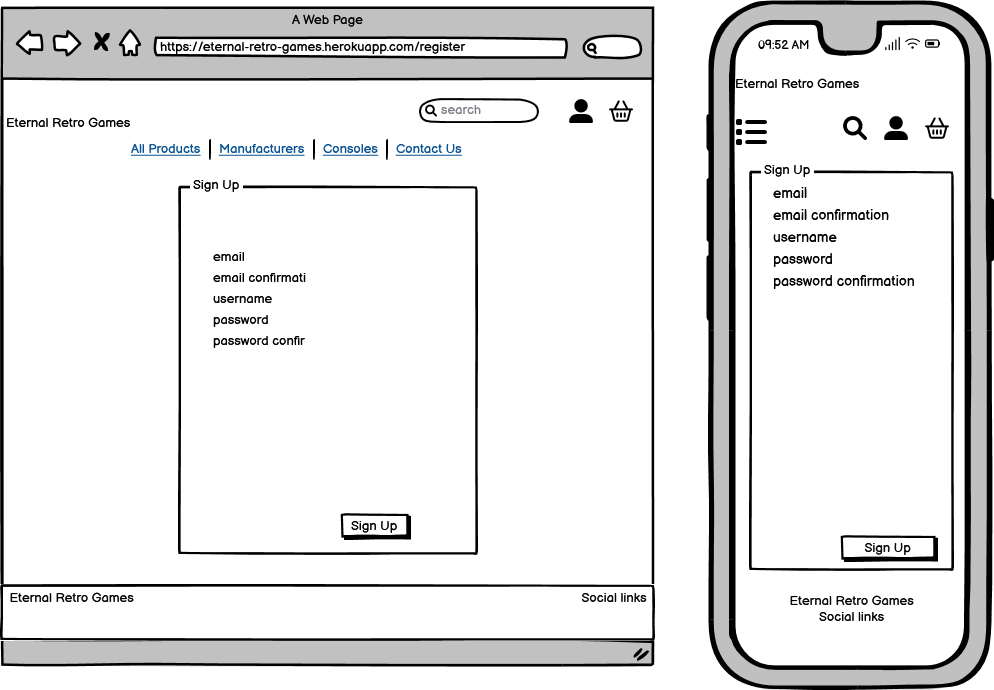 A Web Page
https://eternal-retro-games.herokuapp.com/register
search
Eternal Retro Games
All Products
Manufacturers
Consoles
Contact Us
Sign Up
email
email confirmati
username
password
password confir
Sign Up
Eternal Retro Games
Social links
09:52 AM
Eternal Retro Games
Sign Up
email
email confirmation
username
password
password confirmation
Sign Up
Eternal Retro Games
Social links